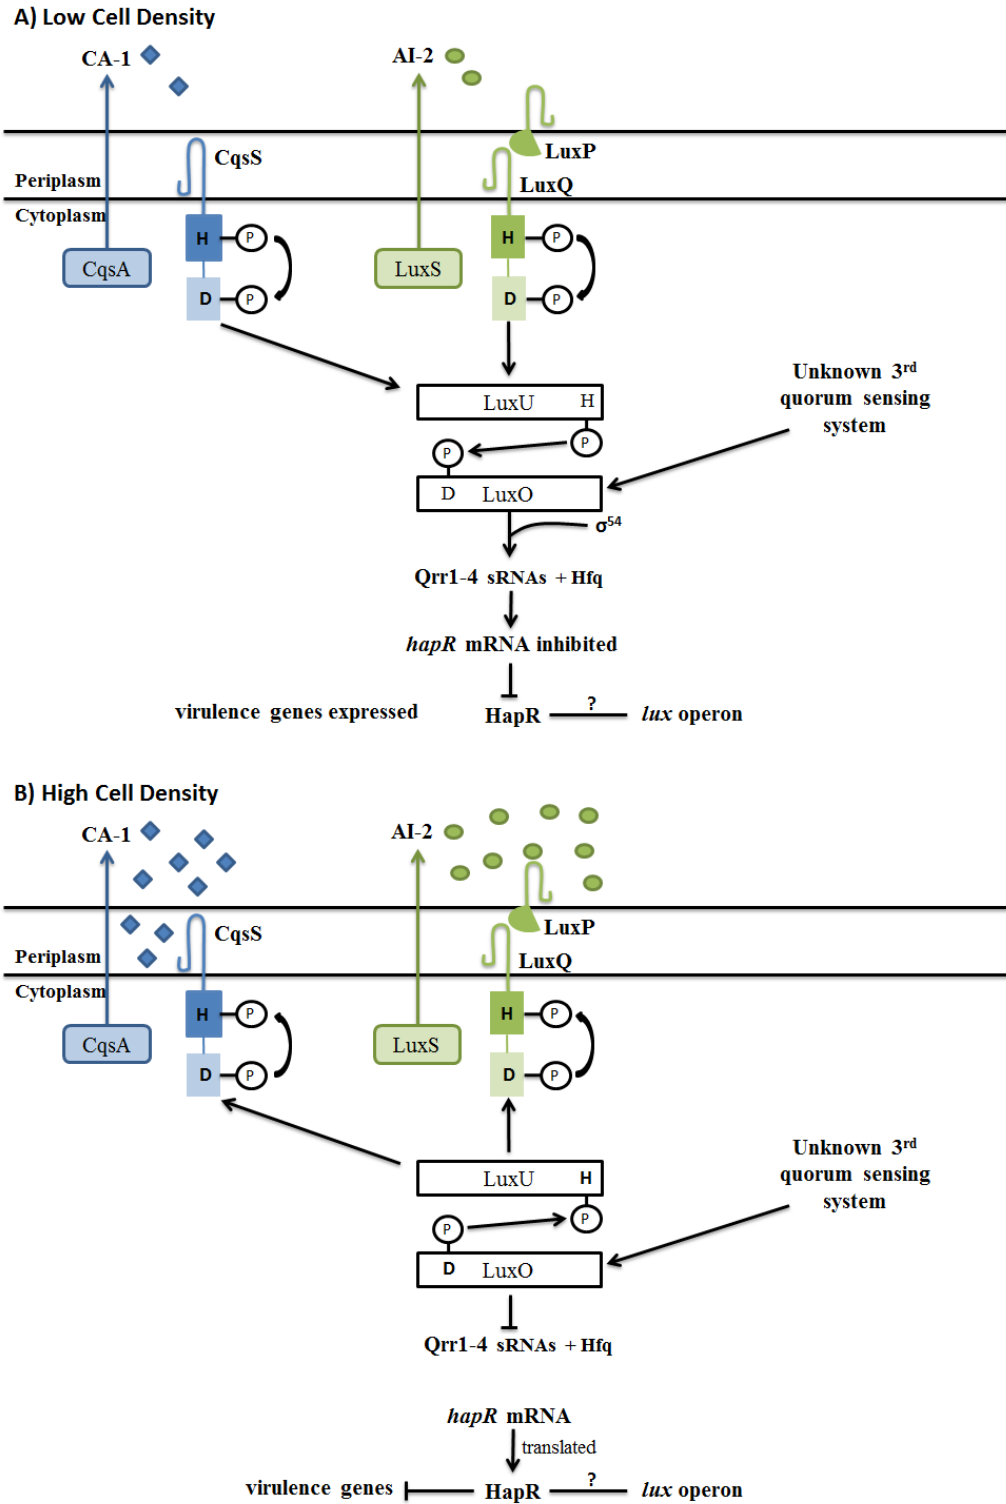 A) Low Cell Density
CA-1
AI-2
CqsS
LuxP
Periplasm
LuxQ
Cytoplasm
H P
H P
CqsA
LuxS
D P
D P
Unknown 3rd
quorum sensing
system
LuxU H
P
P
D LuxO
σ54
Qrr1-4 sRNAs + Hfq
hapR mRNA inhibited
virulence genes expressed
HapR ? lux operon
B) High Cell Density
CA-1
AI-2
CqsS
LuxP
Periplasm
LuxQ
Cytoplasm
H P
H P
CqsA
LuxS
D P
D P
Unknown 3rd
quorum sensing
system
LuxU H
P
P
D LuxO
Qrr1-4 sRNAs + Hfq
hapR mRNA
translated
virulence genes HapR ? lux operon